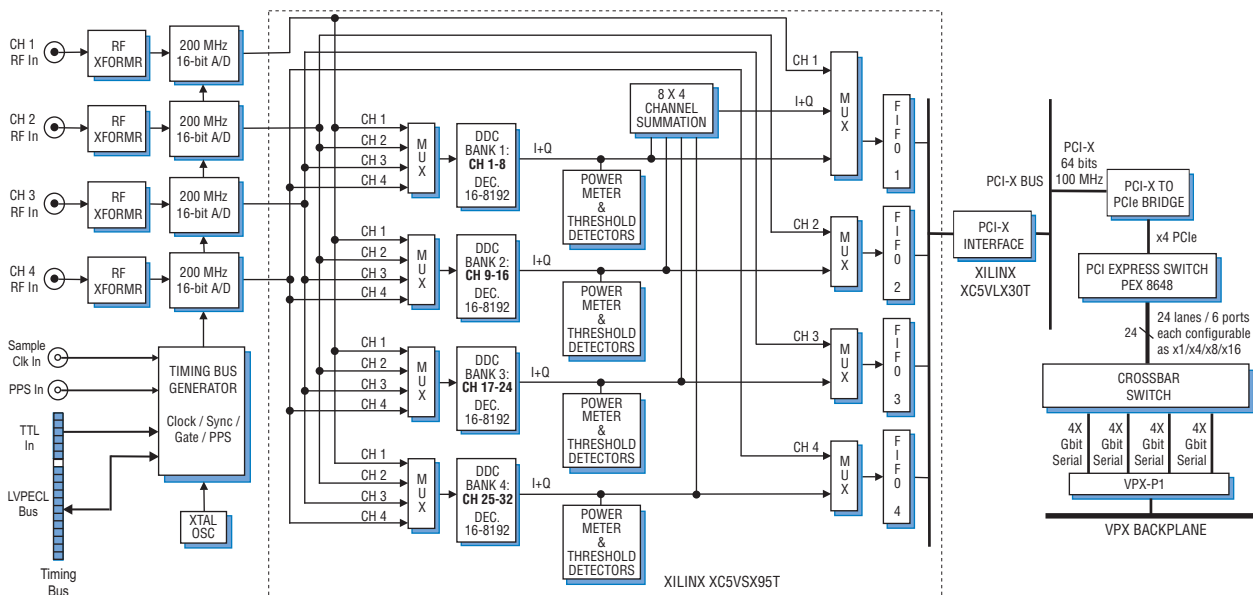 CH 1
RF In
RF
XFORMR
200 MHz
16-bit A/D
CH 2
RF In
RF
XFORMR
200 MHz
16-bit A/D
CH 3
RF In
RF
XFORMR
200 MHz
16-bit A/D
CH 4
RF In
RF
XFORMR
200 MHz
16-bit A/D
Sample
Clk In
PPS In
TTL
In
LVPECL
Bus
Timing
Bus
TIMING BUS
GENERATOR
Clock / Sync /
Gate / PPS
XTAL
OSC
CH 1
CH 2
CH 3
CH 4
MUX
DDC
BANK 1:
CH 1-8
DEC.
16-8192
I+Q
POWER
METER
&
THRESHOLD
DETECTORS
CH 1
CH 2
CH 3
CH 4
MUX
DDC
BANK 2:
CH 9-16
DEC.
16-8192
I+Q
POWER
METER
&
THRESHOLD
DETECTORS
CH 1
CH 2
CH 3
CH 4
MUX
DDC
BANK 3:
CH 17-24
DEC.
16-8192
I+Q
POWER
METER
&
THRESHOLD
DETECTORS
CH 1
CH 2
CH 3
CH 4
MUX
DDC
BANK 4:
CH 25-32
DEC.
16-8192
I+Q
POWER
METER
&
THRESHOLD
DETECTORS
8 X 4
CHANNEL
SUMMATION
CH 1
I+Q
MUX
FIFO 1
CH 2
MUX
FIFO 2
CH 3
MUX
FIFO 3
CH 4
MUX
FIFO 4
XILINX XC5VSX95T
PCI-X BUS
PCI-X
INTERFACE
XILINX
XC5VLX30T
PCI-X
64 bits
100 MHz
PCI-X TO
PCIe BRIDGE
x4 PCIe
PCI EXPRESS SWITCH
PEX 8648
24
24 lanes / 6 ports
each configurable
as x1/x4/x8/x16
CROSSBAR
SWITCH
4X
Gbit
Serial
4X
Gbit
Serial
4X
Gbit
Serial
4X
Gbit
Serial
VPX-P1
VPX BACKPLANE